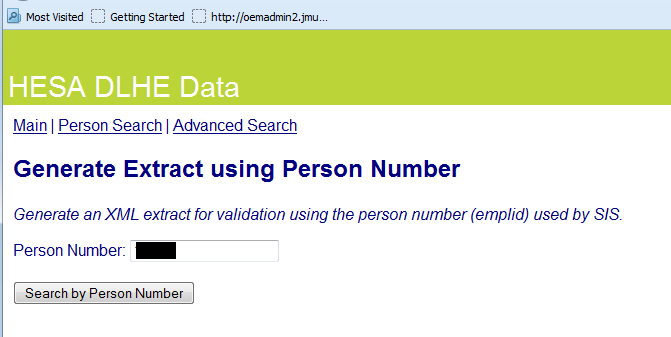 Most Visited Getting Started http://oemadmin2.jmu...
HESA DLHE Data
Main | Person Search | Advanced Search
Generate Extract using Person Number
Generate an XML extract for validation using the person number (emplid) used by SIS.
Person Number:
Search by Person Number